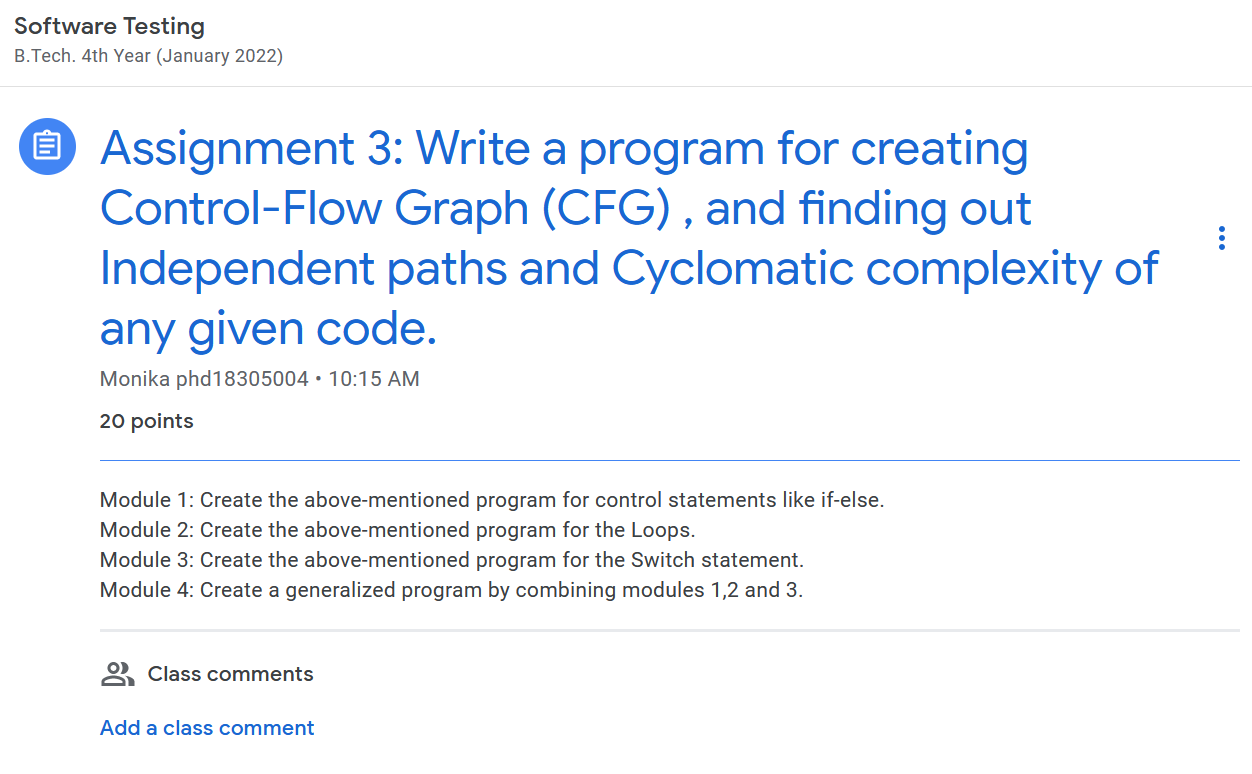 Software Testing
B.Tech. 4th Year (January 2022)
Assignment 3: Write a program for creating
Control-Flow Graph (CFG) , and finding out
Independent paths and Cyclomatic complexity of
any given code.
Monika phd18305004 • 10:15 AM
20 points
Module 1: Create the above-mentioned program for control statements like if-else.
Module 2: Create the above-mentioned program for the Loops.
Module 3: Create the above-mentioned program for the Switch statement.
Module 4: Create a generalized program by combining modules 1,2 and 3.
Class comments
Add a class comment